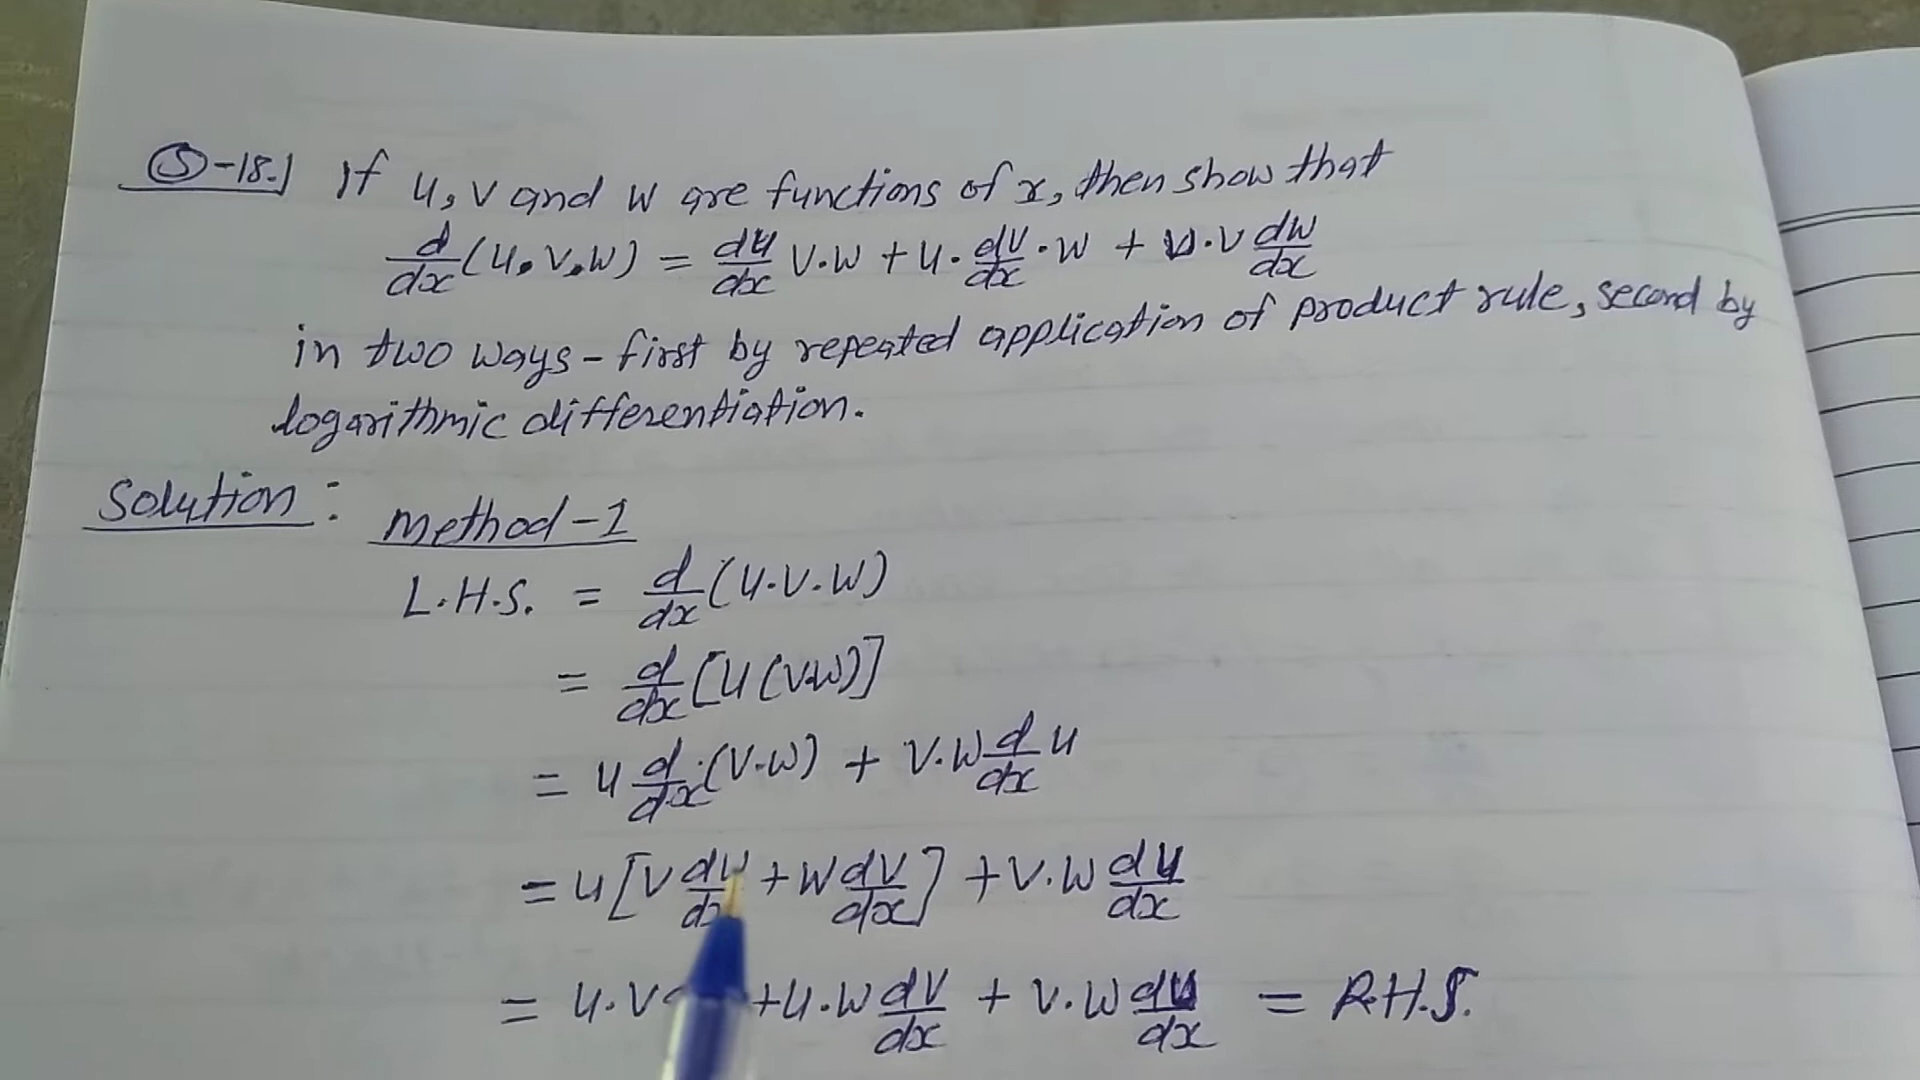 ⑤-18.) If u, v and w are functions of x, then show that
d/dx (u.v.w) = du/dx v.w + u. dv/dx .w + u.v dw/dx
in two ways - first by repeated application of product rule, second by
logarithmic differentiation.
Solution :
Method-1
L.H.S. = d/dx (u.v.w)
= d/dx [u (v.w)]
= u d/dx (v.w) + v.w d/dx u
= u [v dw/dx + w dv/dx] + v.w du/dx
= u.v + u.w dv/dx + v.w du/dx = R.H.S.